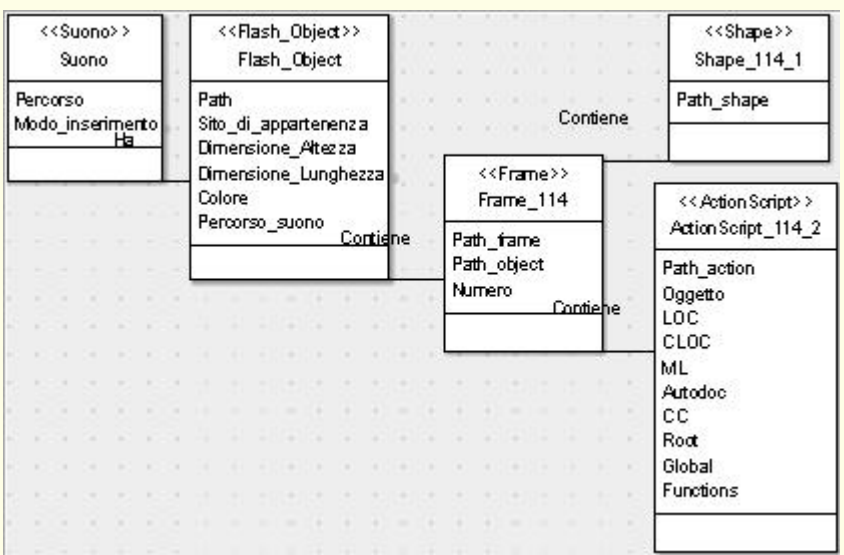 <<Suono>>
Suono
Percorso
Modo_inserimento
Ha
<<Flash_Object>>
Flash_Object
Path
Sito_di_appartenenza
Dimensione_Altezza
Dimensione_Lunghezza
Colore
Percorso_suono
Contiene
<<Frame>>
Frame_114
Path_frame
Path_object
Numero
Contiene
Contiene
<<Shape>>
Shape_114_1
Path_shape
<<ActionScript>>
ActionScript_114_2
Path_action
Oggetto
LOC
CLOC
ML
Autodoc
CC
Root
Global
Functions